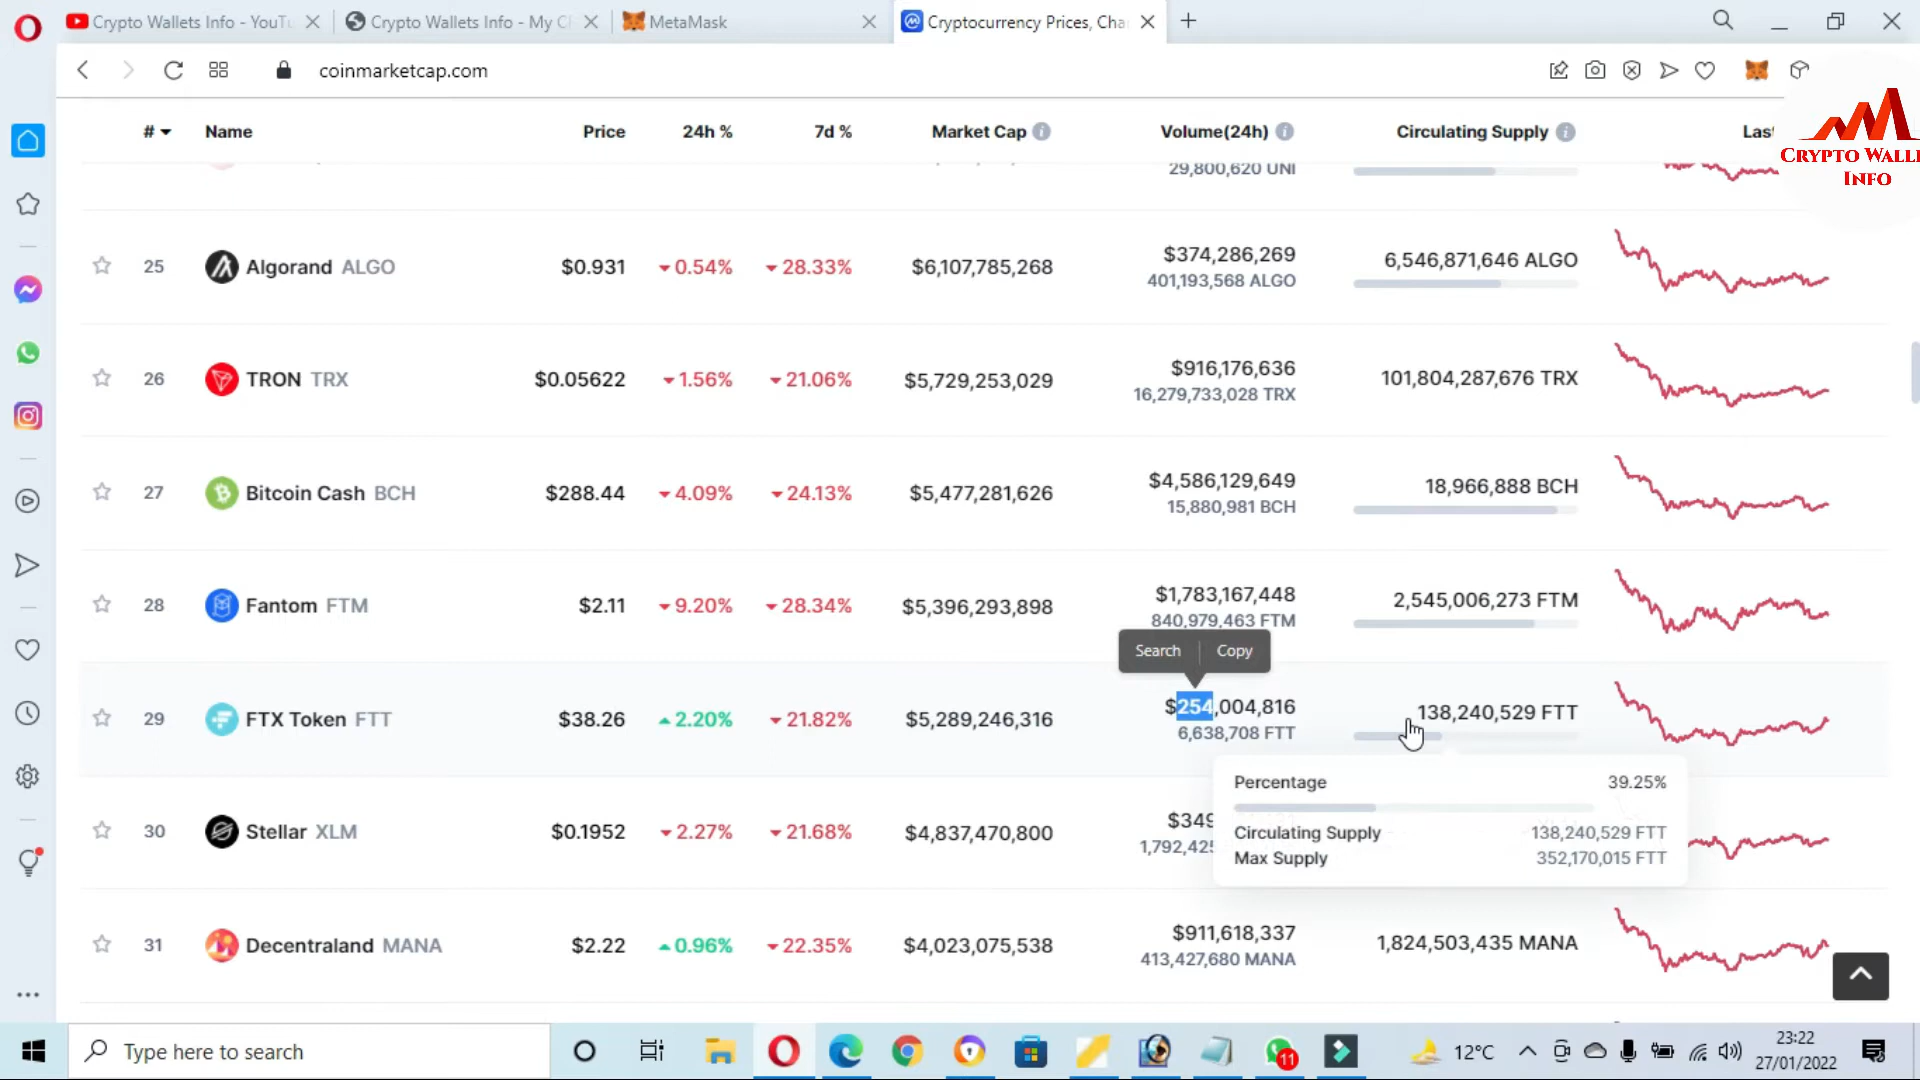 Crypto Wallets Info - YouTu
Crypto Wallets Info - My C
MetaMask
Cryptocurrency Prices, Cha
coinmarketcap.com
CRYPTO WALLE
INFO
# Name Price 24h % 7d % Market Cap Volume(24h) Circulating Supply Last
29,800,620 UNI
25 Algorand ALGO $0.931 0.54% 28.33% $6,107,785,268 $374,286,269 6,546,871,646 ALGO
401,193,568 ALGO
26 TRON TRX $0.05622 1.56% 21.06% $5,729,253,029 $916,176,636 101,804,287,676 TRX
16,279,733,028 TRX
27 Bitcoin Cash BCH $288.44 4.09% 24.13% $5,477,281,626 $4,586,129,649 18,966,888 BCH
15,880,981 BCH
28 Fantom FTM $2.11 9.20% 28.34% $5,396,293,898 $1,783,167,448 2,545,006,273 FTM
840,979,463 FTM
Search Copy
29 FTX Token FTT $38.26 2.20% 21.82% $5,289,246,316 $254,004,816 138,240,529 FTT
6,638,708 FTT
Percentage 39.25%
Circulating Supply 138,240,529 FTT
Max Supply 352,170,015 FTT
30 Stellar XLM $0.1952 2.27% 21.68% $4,837,470,800 $349
1,792,425
31 Decentraland MANA $2.22 0.96% 22.35% $4,023,075,538 $911,618,337 1,824,503,435 MANA
413,427,680 MANA
Type here to search
11
12°C
23:22
27/01/2022